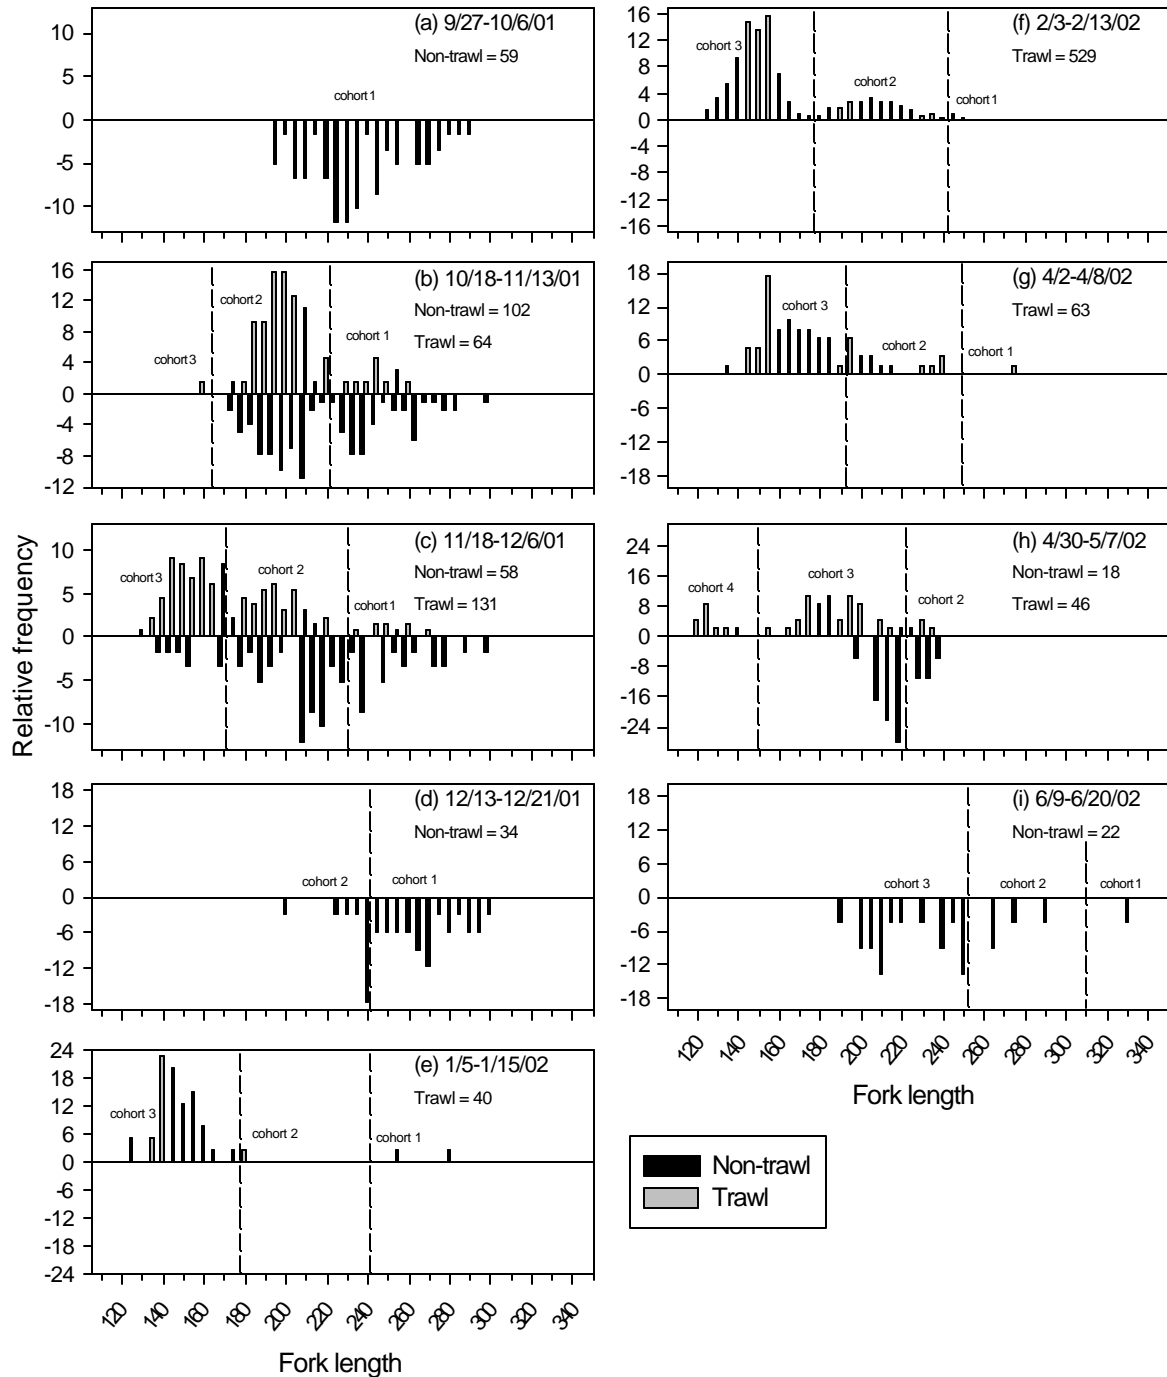 (a) 9/27-10/6/01
Non-trawl = 59
cohort 1
10
5
0
-5
-10
(b) 10/18-11/13/01
Non-trawl = 102
Trawl = 64
cohort 3
cohort 2
cohort 1
16
12
8
4
0
-4
-8
-12
(c) 11/18-12/6/01
Non-trawl = 58
Trawl = 131
cohort 3
cohort 2
cohort 1
10
5
0
-5
-10
Relative frequency
(d) 12/13-12/21/01
Non-trawl = 34
cohort 2
cohort 1
18
12
6
0
-6
-12
-18
(e) 1/5-1/15/02
Trawl = 40
cohort 3
cohort 2
cohort 1
24
18
12
6
0
-6
-12
-18
-24
120 140 160 180 200 220 240 260 280 300 320 340
Fork length
(f) 2/3-2/13/02
Trawl = 529
cohort 3
cohort 2
cohort 1
16
12
8
4
0
-4
-8
-12
-16
(g) 4/2-4/8/02
Trawl = 63
cohort 3
cohort 2
cohort 1
18
12
6
0
-6
-12
-18
(h) 4/30-5/7/02
Non-trawl = 18
Trawl = 46
cohort 4
cohort 3
cohort 2
24
16
8
0
-8
-16
-24
(i) 6/9-6/20/02
Non-trawl = 22
cohort 3
cohort 2
cohort 1
18
12
6
0
-6
-12
-18
120 140 160 180 200 220 240 260 280 300 320 340
Fork length
Non-trawl
Trawl